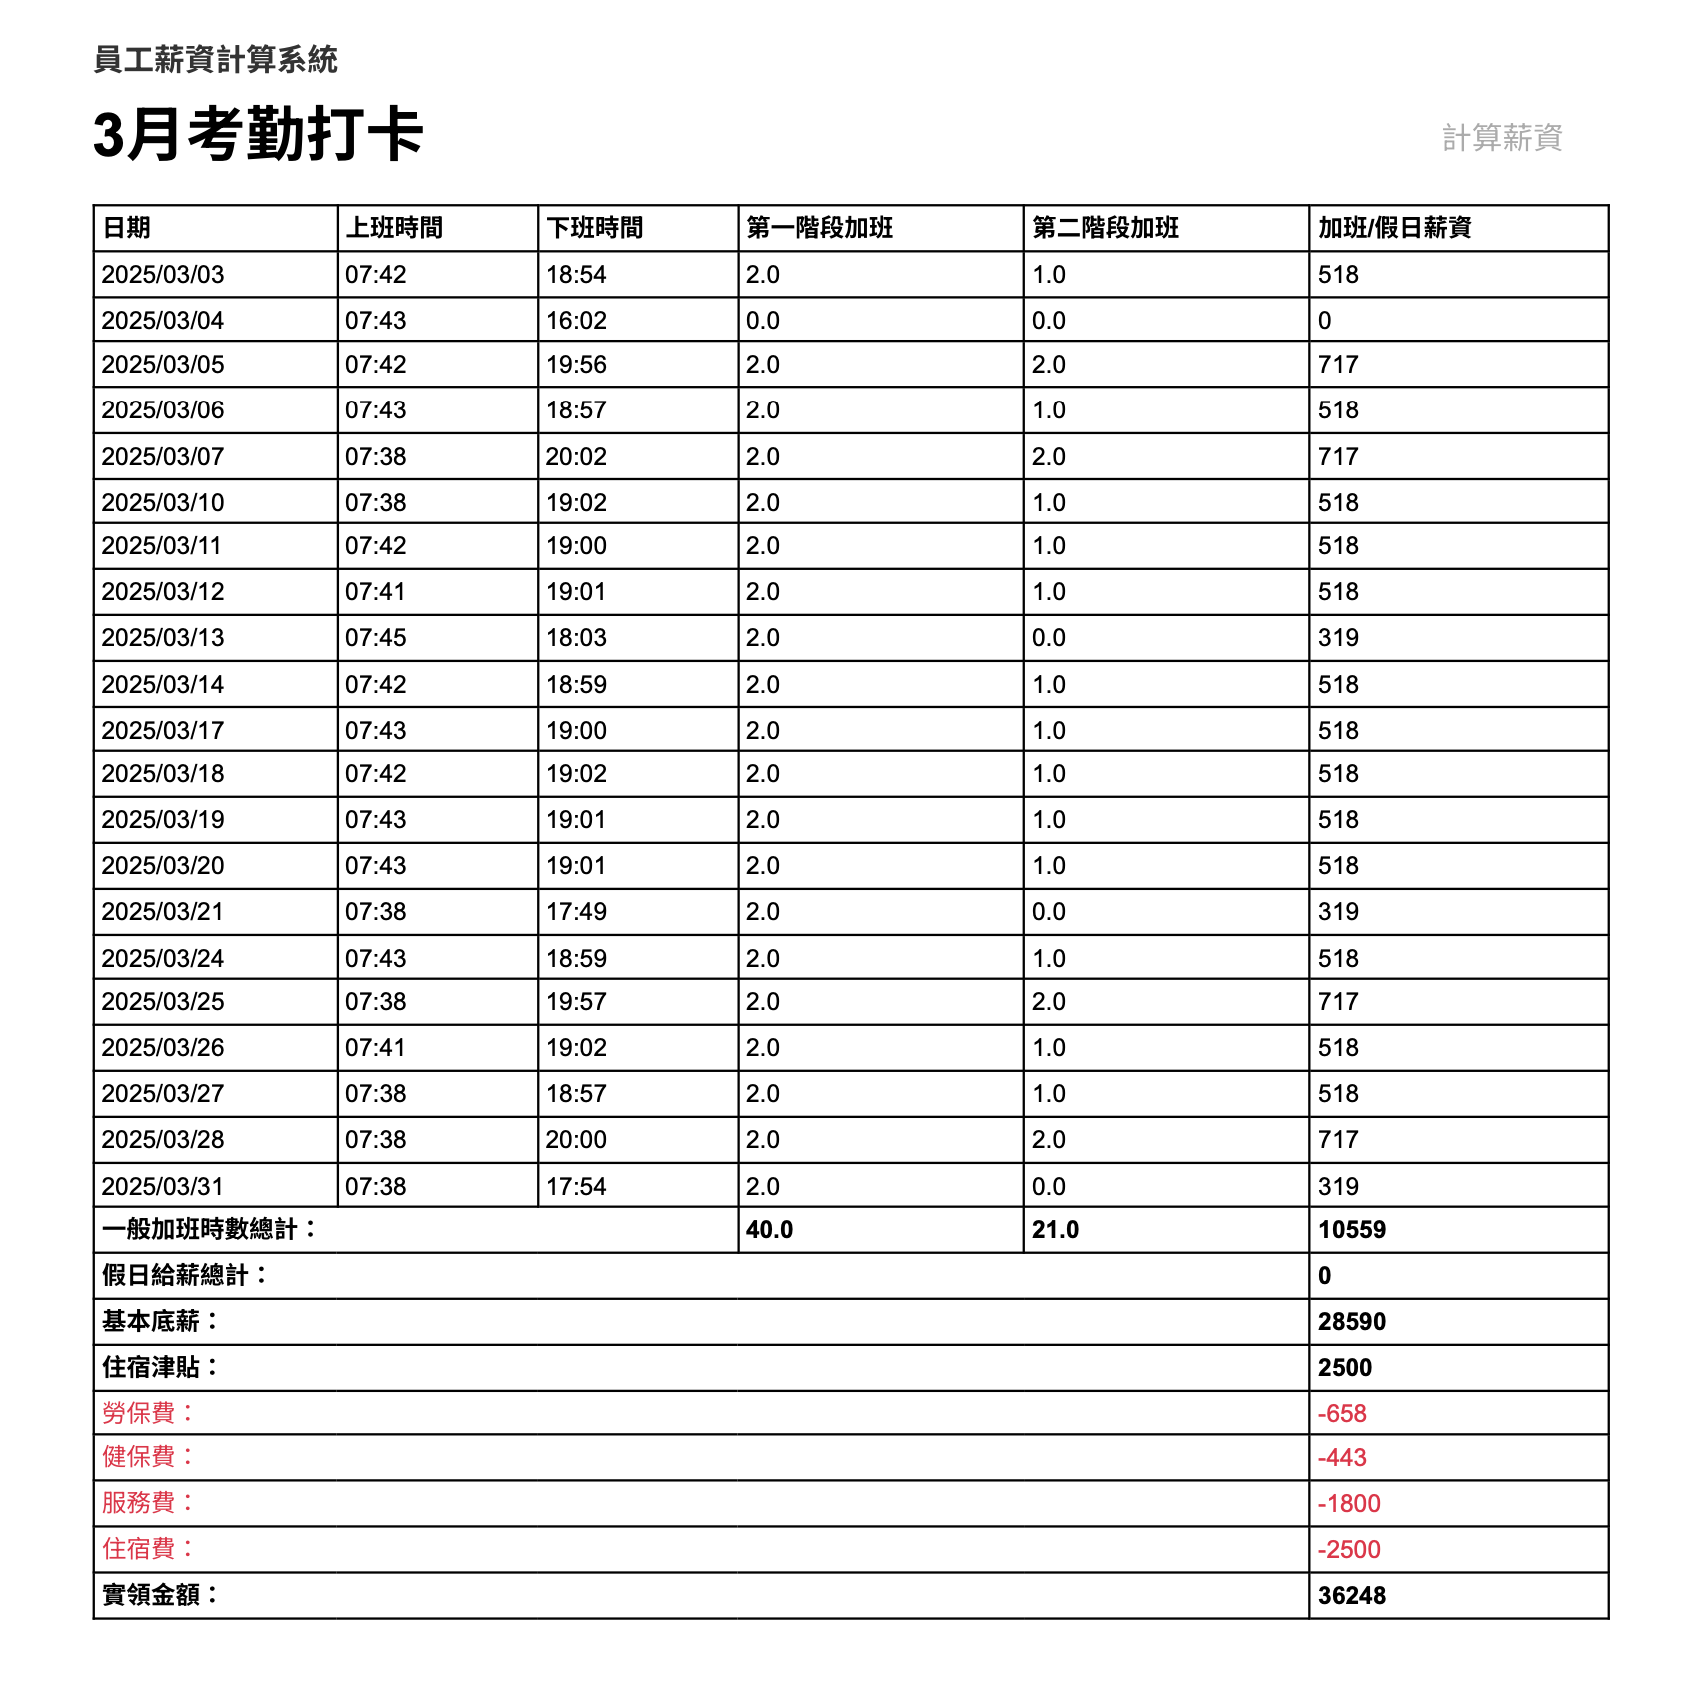 員工薪資計算系統
3月考勤打卡
計算薪資
日期 上班時間 下班時間 第一階段加班 第二階段加班 加班/假日薪資
2025/03/03 07:42 18:54 2.0 1.0 518
2025/03/04 07:43 16:02 0.0 0.0 0
2025/03/05 07:42 19:56 2.0 2.0 717
2025/03/06 07:43 18:57 2.0 1.0 518
2025/03/07 07:38 20:02 2.0 2.0 717
2025/03/10 07:38 19:02 2.0 1.0 518
2025/03/11 07:42 19:00 2.0 1.0 518
2025/03/12 07:41 19:01 2.0 1.0 518
2025/03/13 07:45 18:03 2.0 0.0 319
2025/03/14 07:42 18:59 2.0 1.0 518
2025/03/17 07:43 19:00 2.0 1.0 518
2025/03/18 07:42 19:02 2.0 1.0 518
2025/03/19 07:43 19:01 2.0 1.0 518
2025/03/20 07:43 19:01 2.0 1.0 518
2025/03/21 07:38 17:49 2.0 0.0 319
2025/03/24 07:43 18:59 2.0 1.0 518
2025/03/25 07:38 19:57 2.0 2.0 717
2025/03/26 07:41 19:02 2.0 1.0 518
2025/03/27 07:38 18:57 2.0 1.0 518
2025/03/28 07:38 20:00 2.0 2.0 717
2025/03/31 07:38 17:54 2.0 0.0 319
一般加班時數總計： 40.0 21.0 10559
假日給薪總計： 0
基本底薪： 28590
住宿津貼： 2500
勞保費： -658
健保費： -443
服務費： -1800
住宿費： -2500
實領金額： 36248